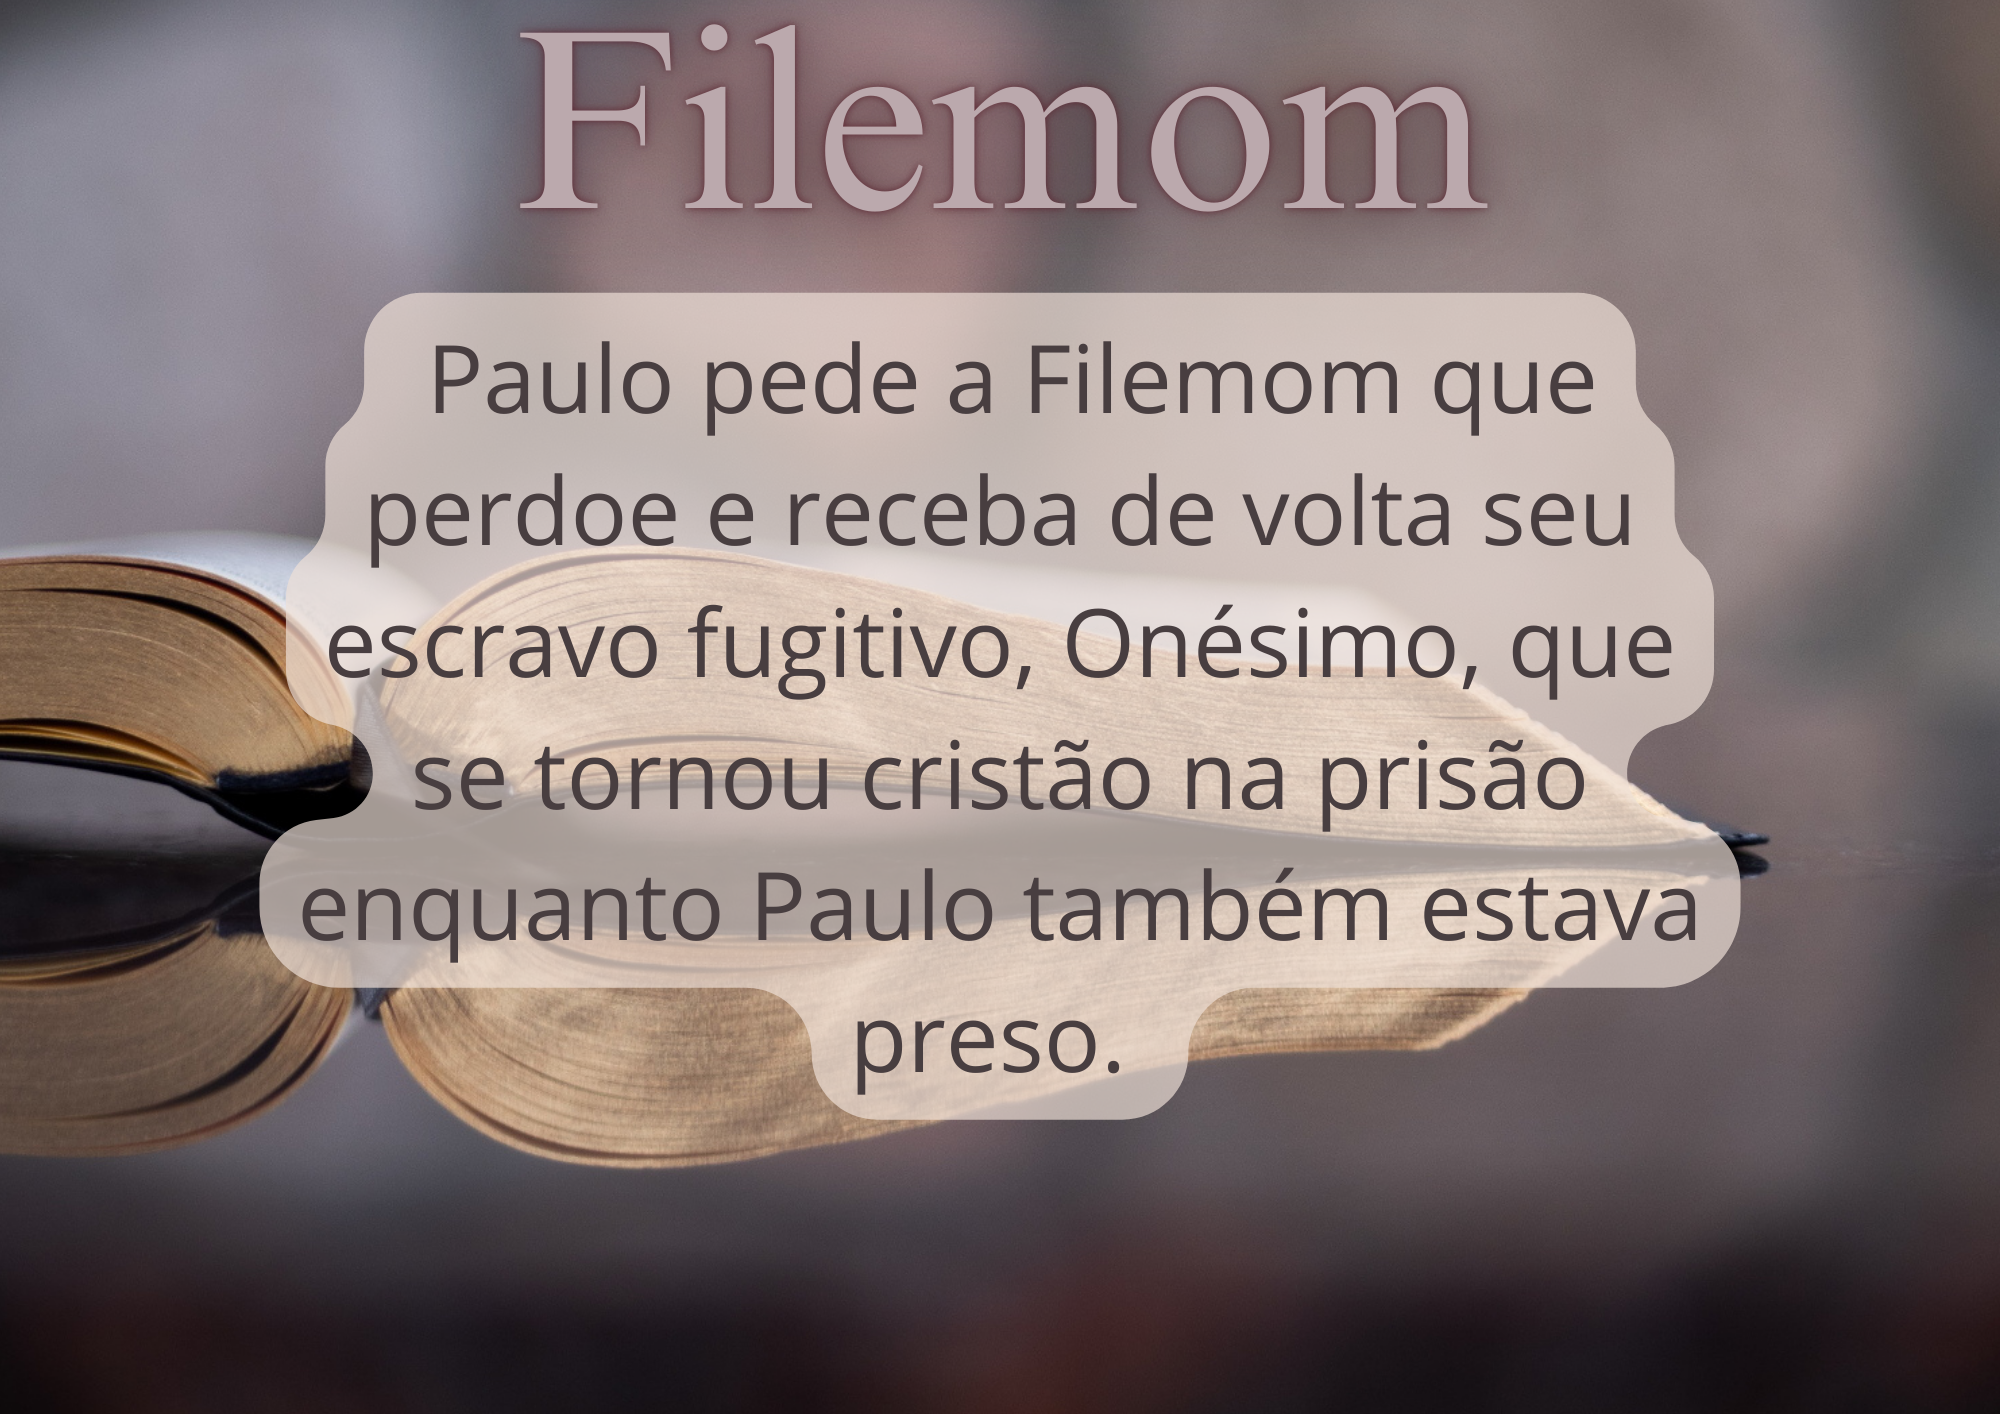 Filemom
Paulo pede a Filemom que
perdoe e receba de volta seu
escravo fugitivo, Onésimo, que
se tornou cristão na prisão
enquanto Paulo também estava
preso.